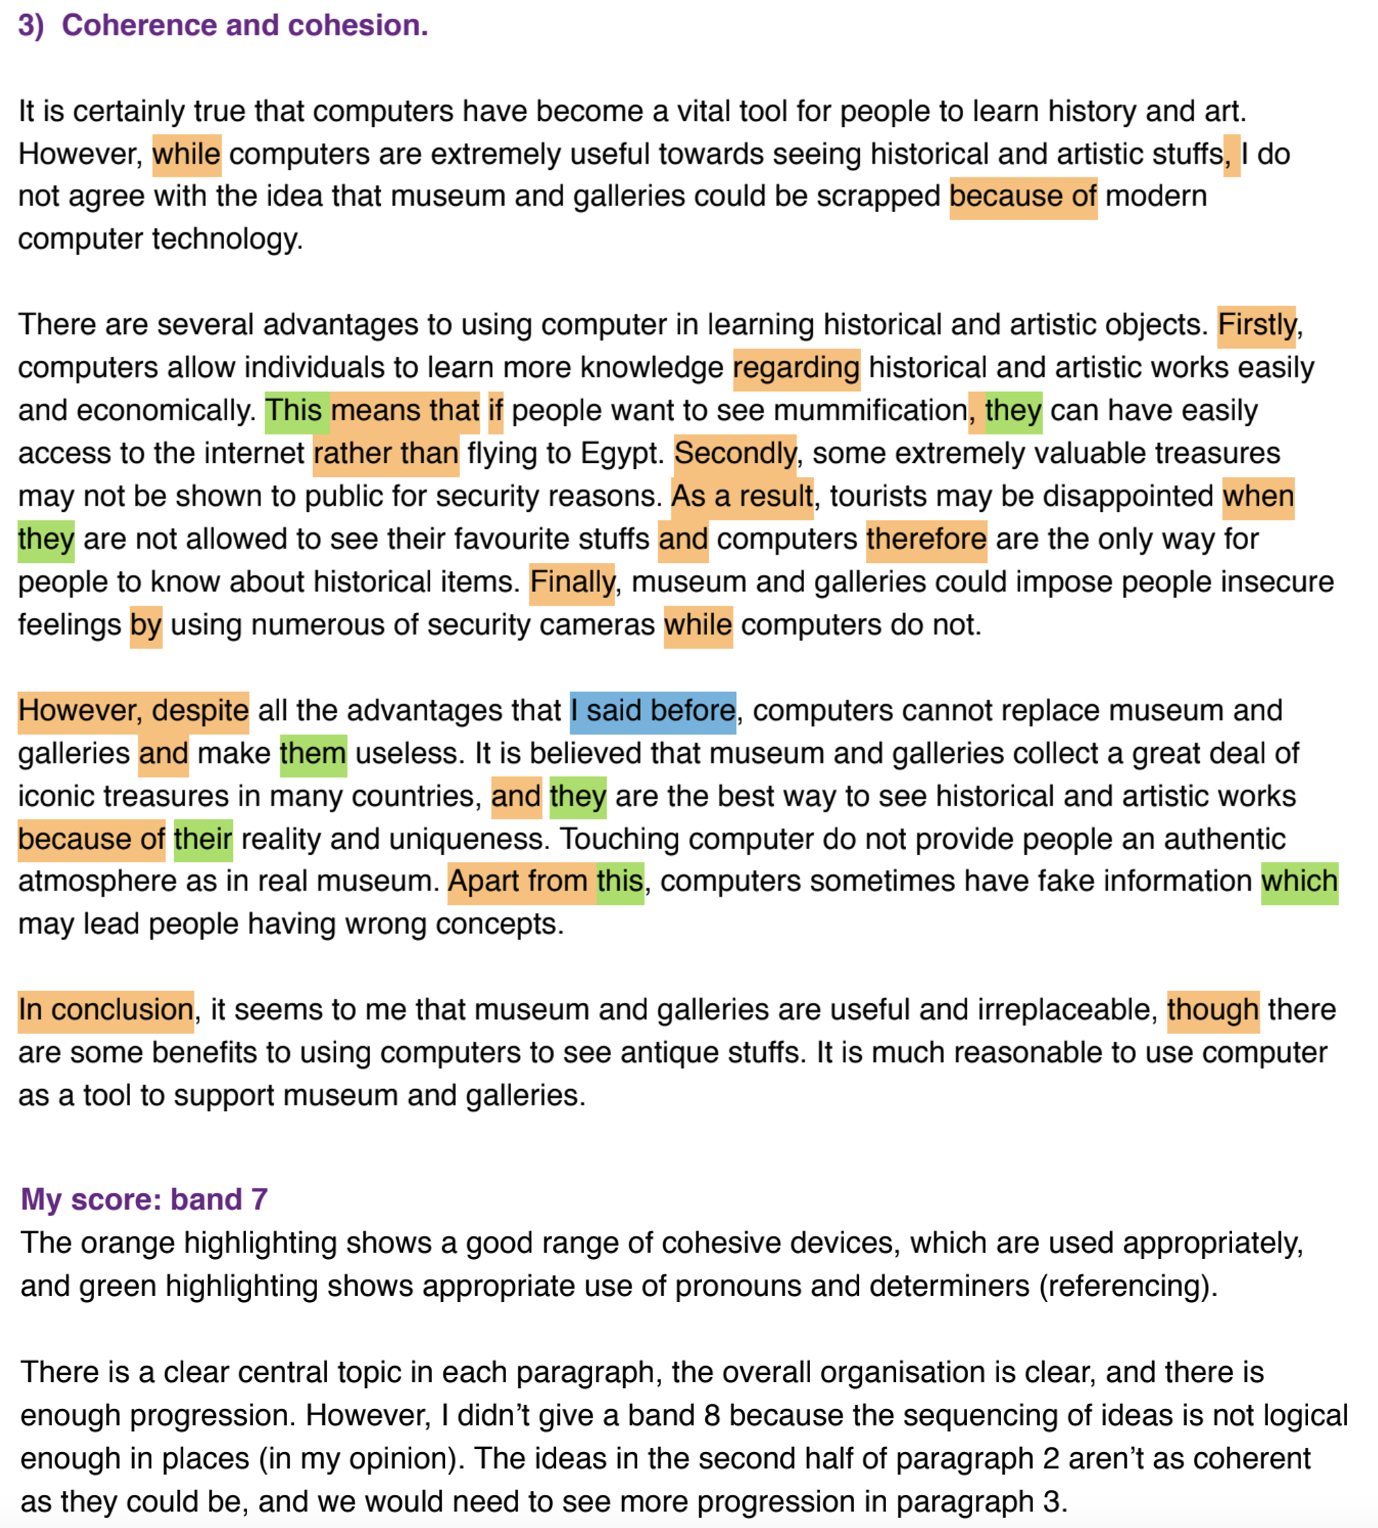 3) Coherence and cohesion.
It is certainly true that computers have become a vital tool for people to learn history and art.
However, while computers are extremely useful towards seeing historical and artistic stuffs, I do
not agree with the idea that museum and galleries could be scrapped because of modern
computer technology.
There are several advantages to using computer in learning historical and artistic objects. Firstly,
computers allow individuals to learn more knowledge regarding historical and artistic works easily
and economically. This means that if people want to see mummification, they can have easily
access to the internet rather than flying to Egypt. Secondly, some extremely valuable treasures
may not be shown to public for security reasons. As a result, tourists may be disappointed when
they are not allowed to see their favourite stuffs and computers therefore are the only way for
people to know about historical items. Finally, museum and galleries could impose people insecure
feelings by using numerous of security cameras while computers do not.
However, despite all the advantages that I said before, computers cannot replace museum and
galleries and make them useless. It is believed that museum and galleries collect a great deal of
iconic treasures in many countries, and they are the best way to see historical and artistic works
because of their reality and uniqueness. Touching computer do not provide people an authentic
atmosphere as in real museum. Apart from this, computers sometimes have fake information which
may lead people having wrong concepts.
In conclusion, it seems to me that museum and galleries are useful and irreplaceable, though there
are some benefits to using computers to see antique stuffs. It is much reasonable to use computer
as a tool to support museum and galleries.
My score: band 7
The orange highlighting shows a good range of cohesive devices, which are used appropriately,
and green highlighting shows appropriate use of pronouns and determiners (referencing).
There is a clear central topic in each paragraph, the overall organisation is clear, and there is
enough progression. However, I didn’t give a band 8 because the sequencing of ideas is not logical
enough in places (in my opinion). The ideas in the second half of paragraph 2 aren’t as coherent
as they could be, and we would need to see more progression in paragraph 3.